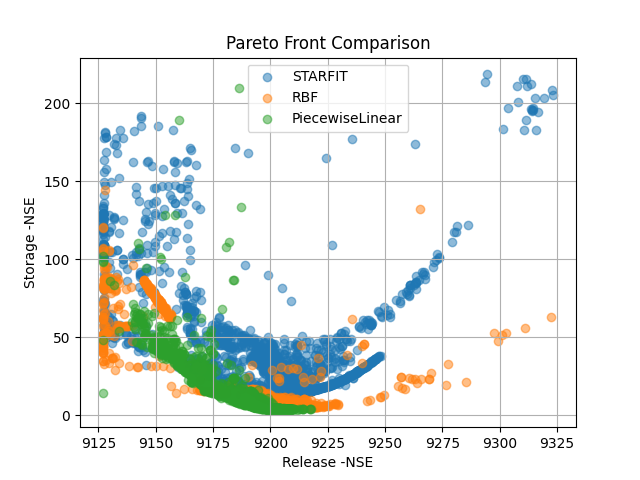 Pareto Front Comparison
STARFIT
RBF
PiecewiseLinear
200
150
100
50
0
Storage -NSE
9125 9150 9175 9200 9225 9250 9275 9300 9325
Release -NSE